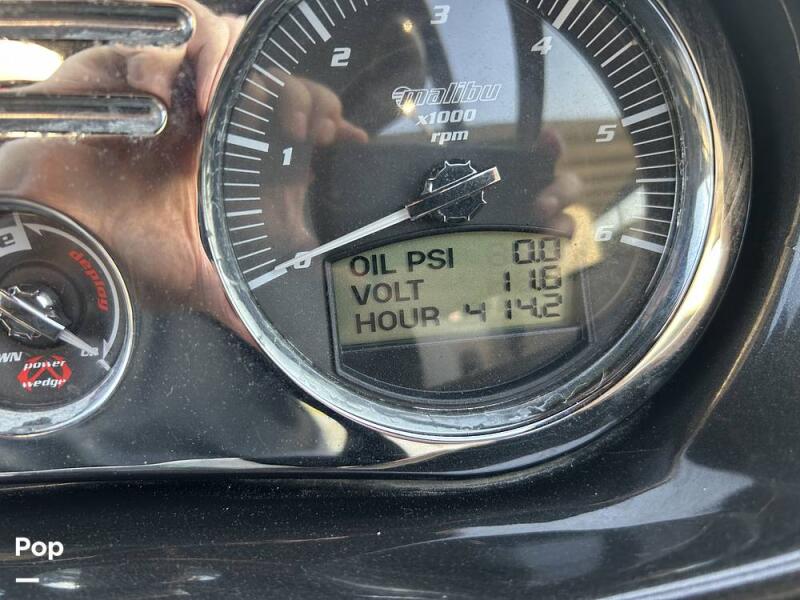 3
2
4
malibu
x1000
rpm
1
5
0
6
OIL PSI 0.0
VOLT 11.6
HOUR 414.2
e
deploy
WN
power
wedge
Pop